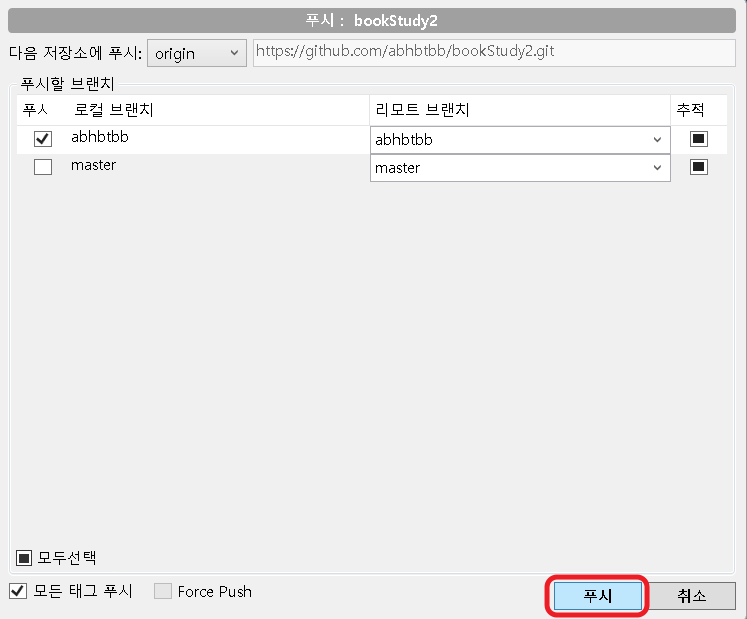 푸시 : bookStudy2
다음 저장소에 푸시: origin https://github.com/abhbtbb/bookStudy2.git
푸시할 브랜치
푸시 로컬 브랜치 리모트 브랜치 추적
abhbtbb abhbtbb
master master
모두선택
모든 태그 푸시 Force Push 푸시 취소